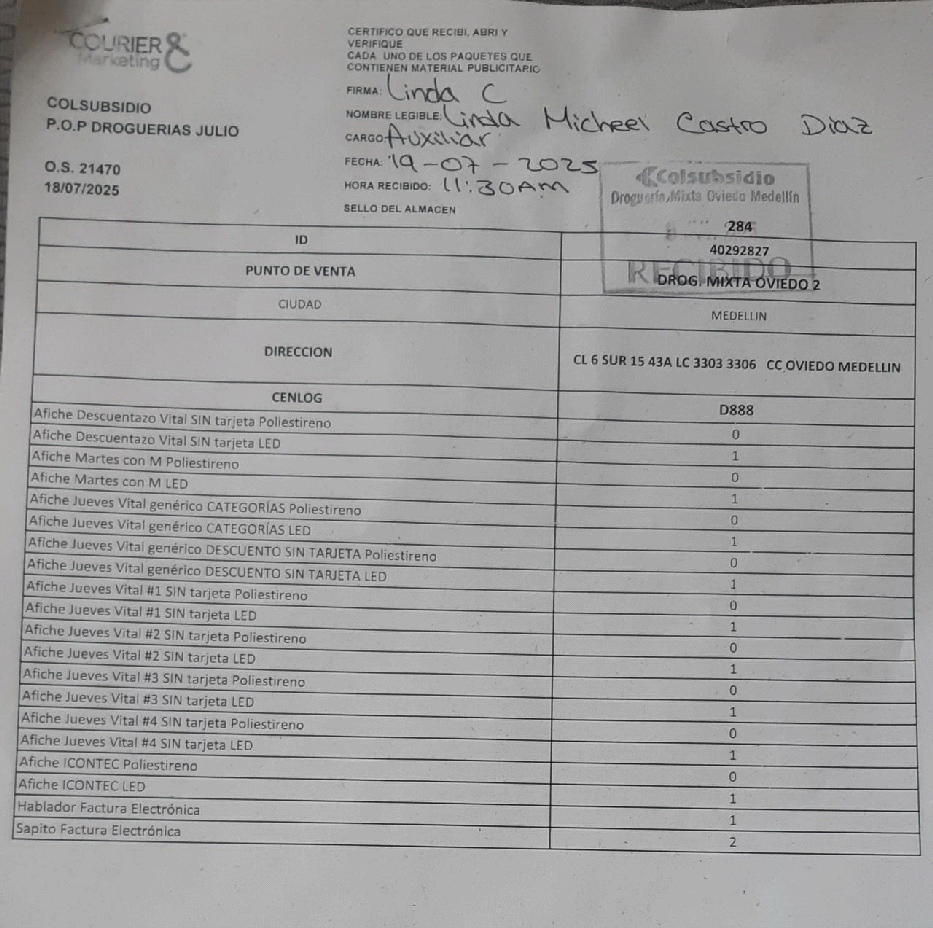 COURIER &
Marketing
COLSUBSIDIO
P.O.P DROGUERIAS JULIO
O.S. 21470
18/07/2025
CERTIFICO QUE RECIBI, ABRI Y
VERIFIQUE
CADA UNO DE LOS PAQUETES QUE
CONTIENEN MATERIAL PUBLICITARIO
FIRMA: Linda C
NOMBRE LEGIBLE: Linda Micheel Castro Diaz
CARGO Auxiliar
FECHA: 19-07-2025
HORA RECIBIDO: 11:30AM
SELLO DEL ALMACEN
Colsubsidio
Droguería Mixta Oviedo Medellín
RECIBIDO
284
ID 40292827
PUNTO DE VENTA DROG. MIXTA OVIEDO 2
CIUDAD MEDELLIN
DIRECCION CL 6 SUR 15 43A LC 3303 3306 CC OVIEDO MEDELLIN
CENLOG D888
Afiche Descuentazo Vital SIN tarjeta Poliestireno 0
Afiche Descuentazo Vital SIN tarjeta LED 1
Afiche Martes con M Poliestireno 0
Afiche Martes con M LED 1
Afiche Jueves Vital genérico CATEGORÍAS Poliestireno 0
Afiche Jueves Vital genérico CATEGORÍAS LED 1
Afiche Jueves Vital genérico DESCUENTO SIN TARJETA Poliestireno 0
Afiche Jueves Vital genérico DESCUENTO SIN TARJETA LED 1
Afiche Jueves Vital #1 SIN tarjeta Poliestireno 0
Afiche Jueves Vital #1 SIN tarjeta LED 1
Afiche Jueves Vital #2 SIN tarjeta Poliestireno 0
Afiche Jueves Vital #2 SIN tarjeta LED 1
Afiche Jueves Vital #3 SIN tarjeta Poliestireno 0
Afiche Jueves Vital #3 SIN tarjeta LED 1
Afiche Jueves Vital #4 SIN tarjeta Poliestireno 0
Afiche Jueves Vital #4 SIN tarjeta LED 1
Afiche ICONTEC Poliestireno 0
Afiche ICONTEC LED 1
Hablador Factura Electrónica 1
Sapito Factura Electrónica 2